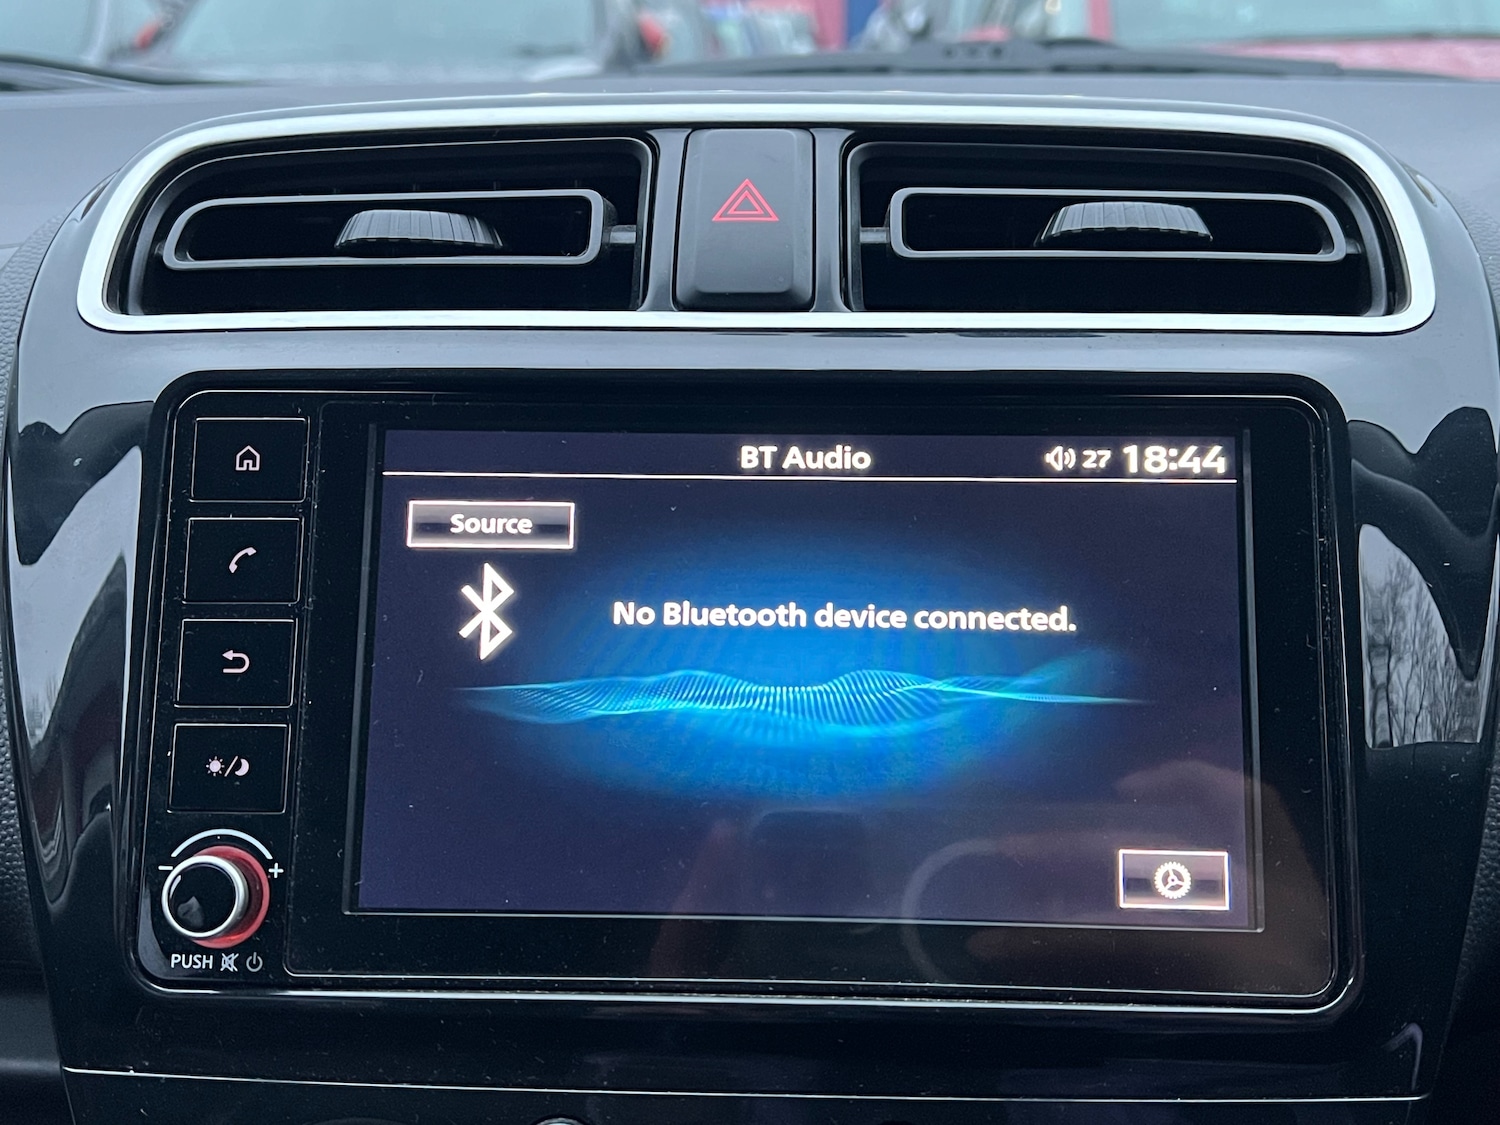 BT Audio 27 18:44
Source
No Bluetooth device connected.
- +
PUSH